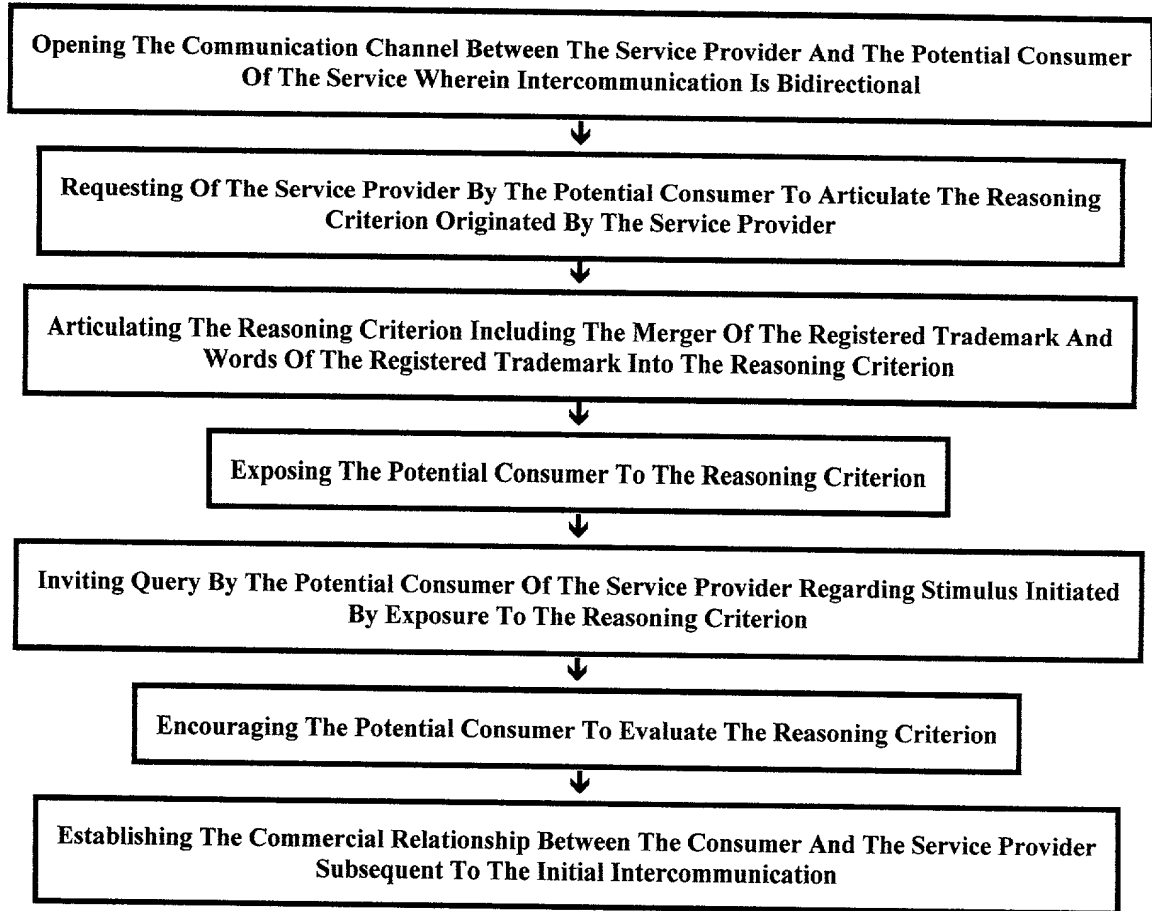 Opening The Communication Channel Between The Service Provider And The Potential Consumer
Of The Service Wherein Intercommunication Is Bidirectional
Requesting Of The Service Provider By The Potential Consumer To Articulate The Reasoning
Criterion Originated By The Service Provider
Articulating The Reasoning Criterion Including The Merger Of The Registered Trademark And
Words Of The Registered Trademark Into The Reasoning Criterion
Exposing The Potential Consumer To The Reasoning Criterion
Inviting Query By The Potential Consumer Of The Service Provider Regarding Stimulus Initiated
By Exposure To The Reasoning Criterion
Encouraging The Potential Consumer To Evaluate The Reasoning Criterion
Establishing The Commercial Relationship Between The Consumer And The Service Provider
Subsequent To The Initial Intercommunication